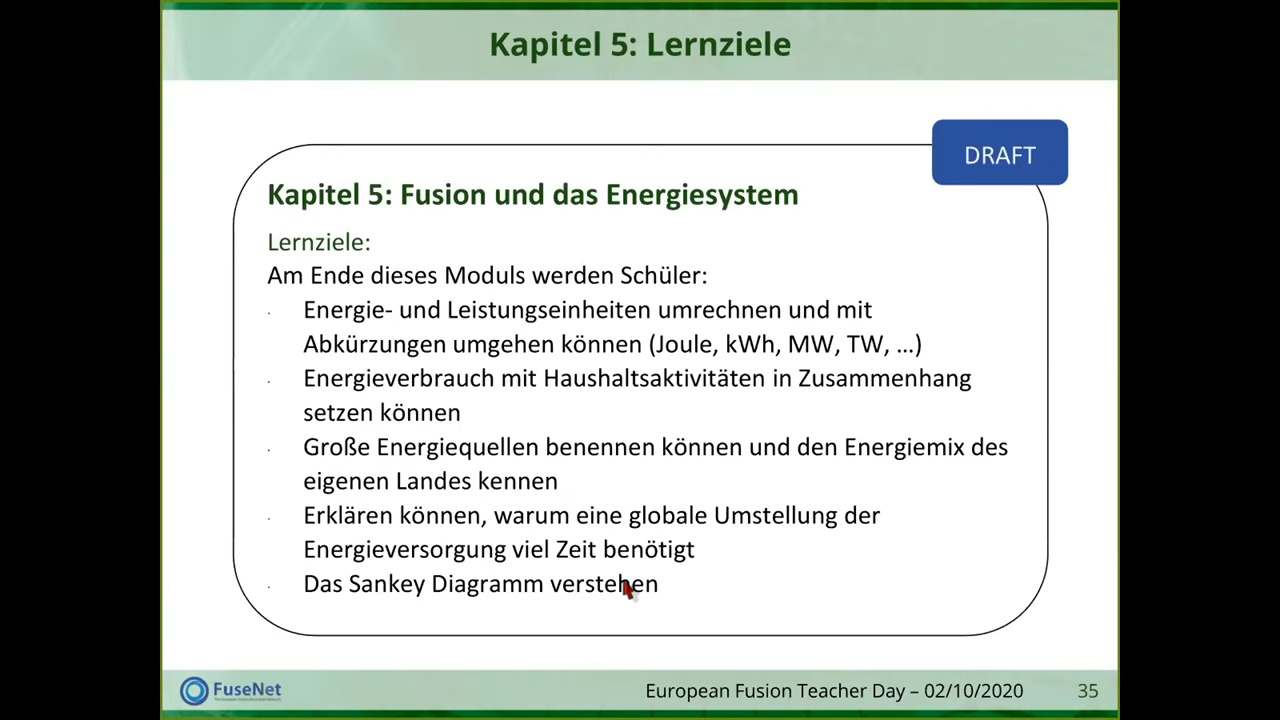 Kapitel 5: Lernziele
DRAFT
Kapitel 5: Fusion und das Energiesystem
Lernziele:
Am Ende dieses Moduls werden Schüler:
· Energie- und Leistungseinheiten umrechnen und mit
Abkürzungen umgehen können (Joule, kWh, MW, TW, ...)
· Energieverbrauch mit Haushaltsaktivitäten in Zusammenhang
setzen können
· Große Energiequellen benennen können und den Energiemix des
eigenen Landes kennen
· Erklären können, warum eine globale Umstellung der
Energieversorgung viel Zeit benötigt
· Das Sankey Diagramm verstehen
FuseNet
European Fusion Teacher Day – 02/10/2020
35